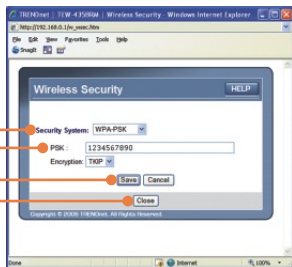 TRENDnet | TEW-435BRM | Wireless Security - Windows Internet Explorer
http://192.168.0.1/w_wsec.htm
File Edit View Favorites Tools Help
SnagIt
Wireless Security HELP
Security System: WPA-PSK
PSK : 1234567890
Encryption: TKIP
Save Cancel
Close
Copyright © 2006 TRENDnet. All Rights Reserved.
Done Internet 100%